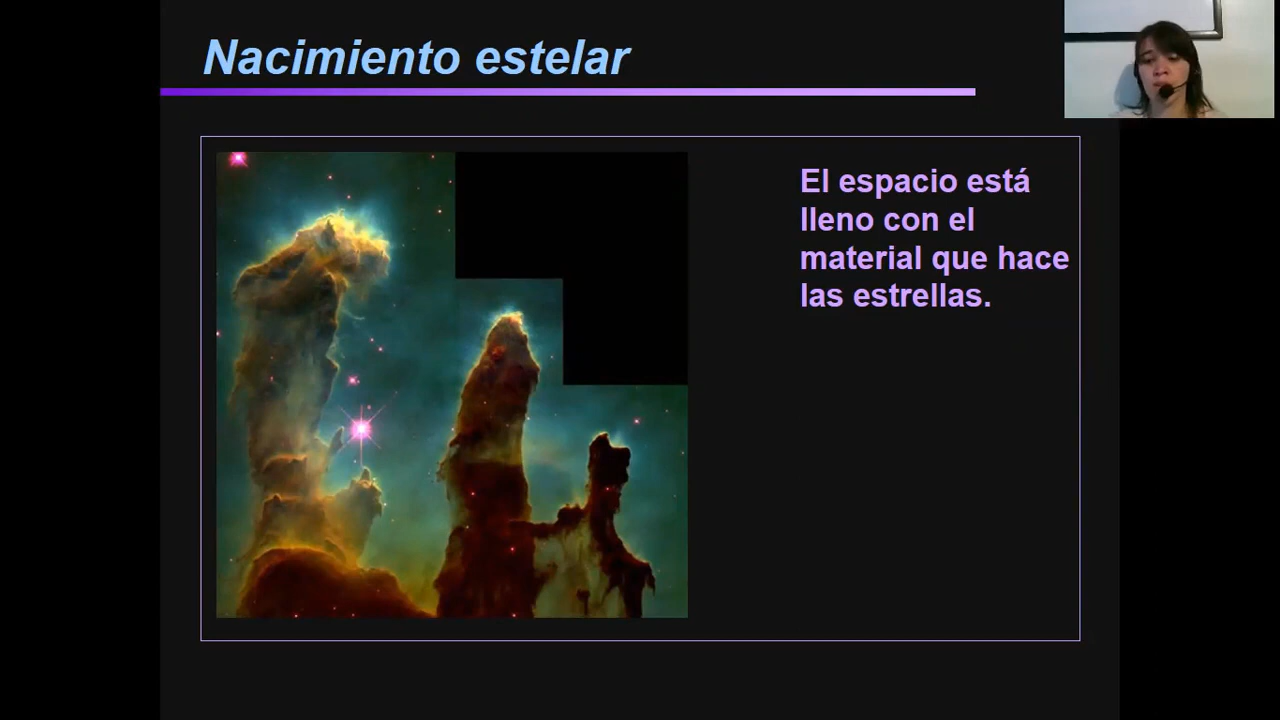 Nacimiento estelar
El espacio está
lleno con el
material que hace
las estrellas.